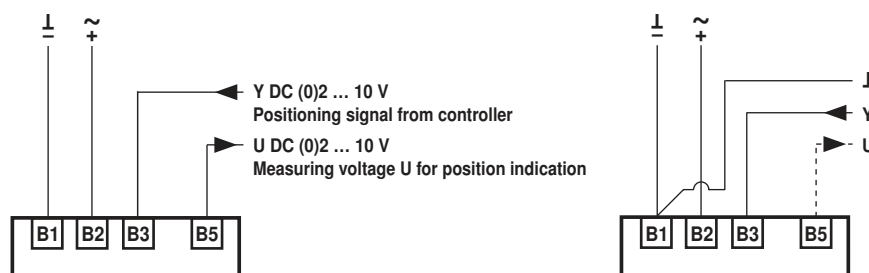 ⊥ ~
– +
Y DC (0)2 ... 10 V
Positioning signal from controller
U DC (0)2 ... 10 V
Measuring voltage U for position indication
B1 B2 B3 B5
⊥ ~
– +
⊥
Y
U
B1 B2 B3 B5